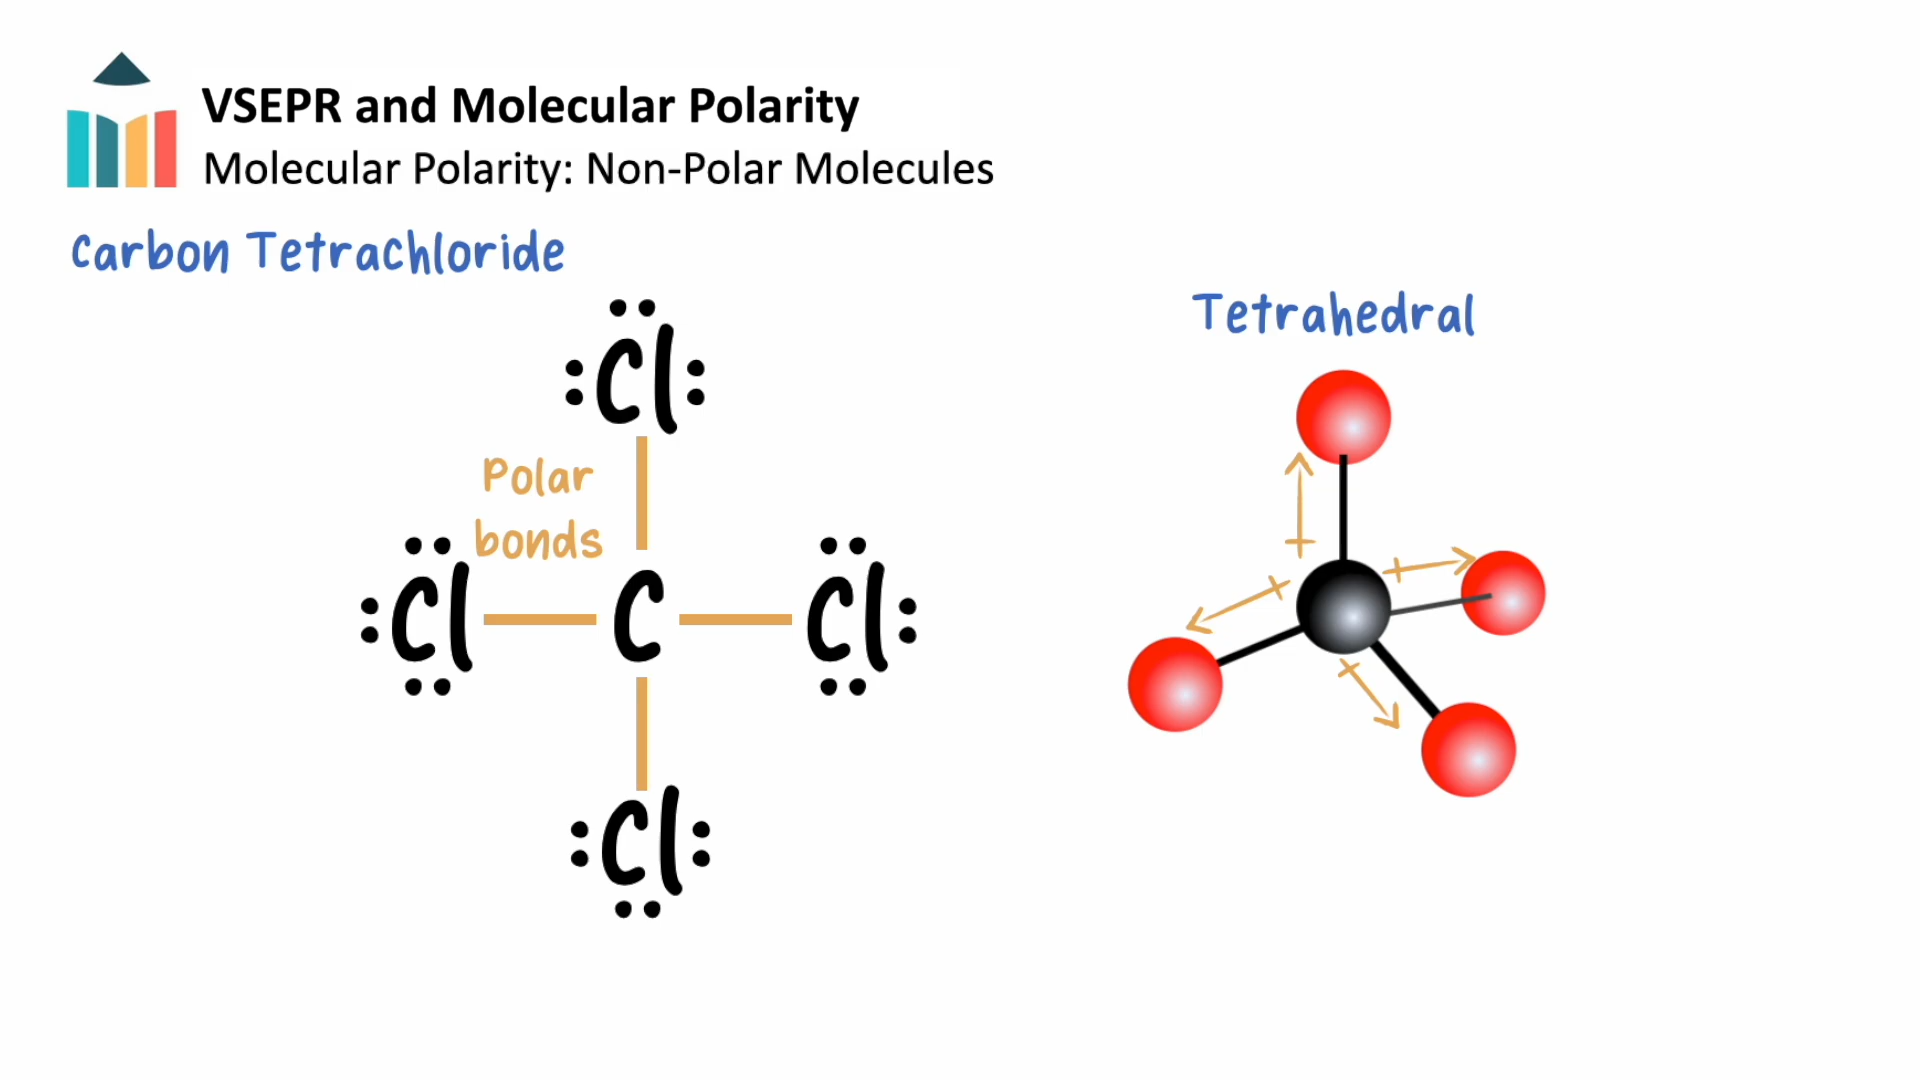 VSEPR and Molecular Polarity
Molecular Polarity: Non-Polar Molecules
Carbon Tetrachloride
Tetrahedral
Cl
Polar
bonds
Cl C Cl
Cl